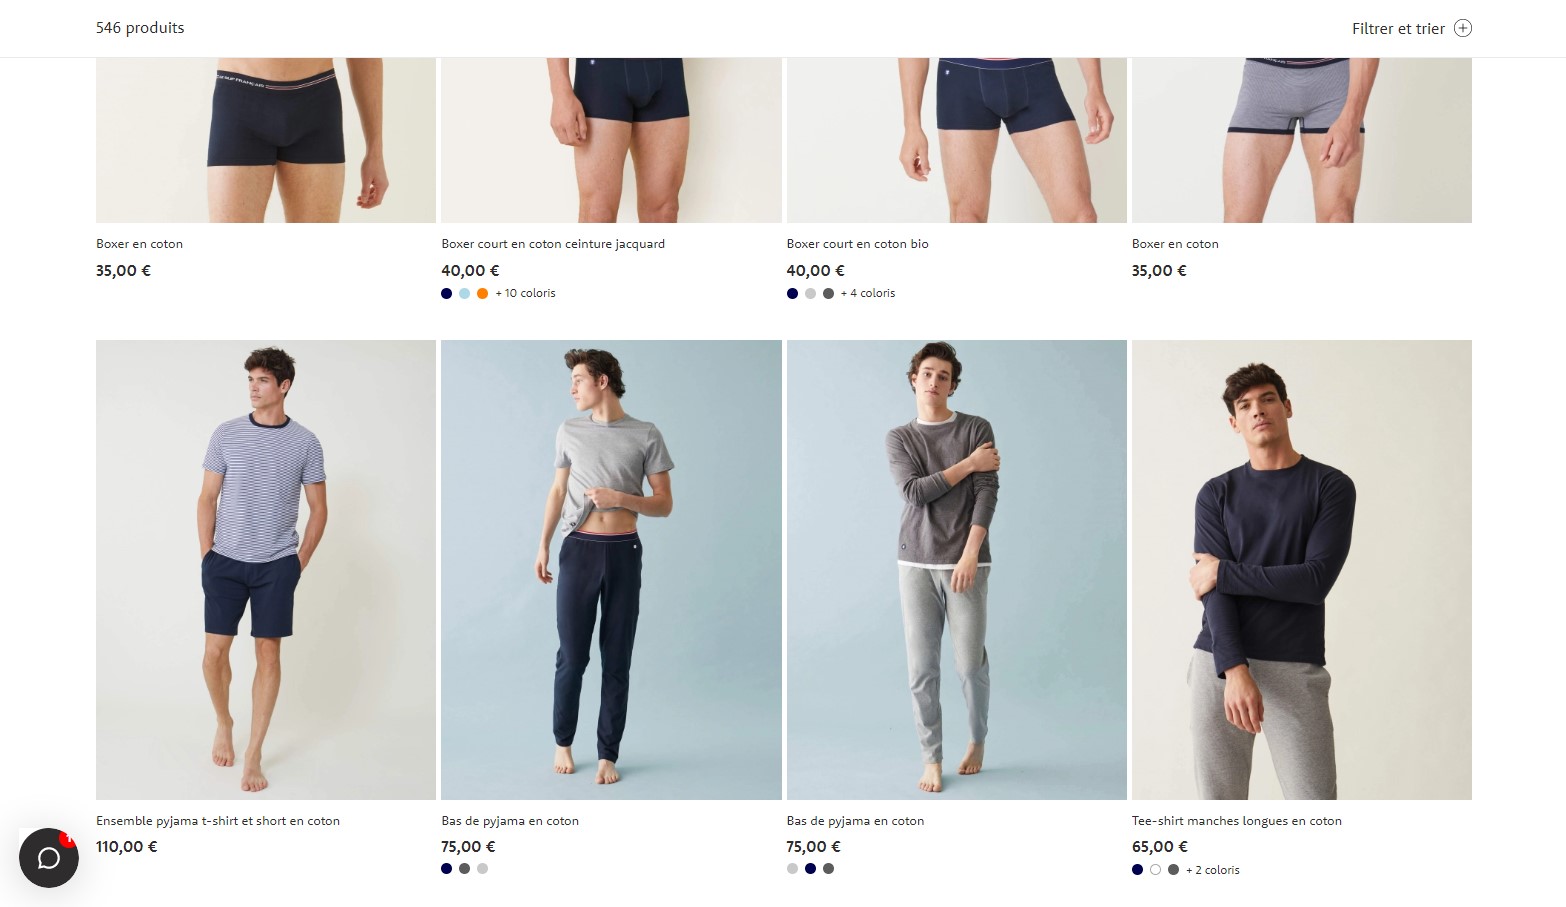 546 produits
Filtrer et trier
Boxer en coton
35,00 €
Boxer court en coton ceinture jacquard
40,00 €
+ 10 coloris
Boxer court en coton bio
40,00 €
+ 4 coloris
Boxer en coton
35,00 €
Ensemble pyjama t-shirt et short en coton
110,00 €
Bas de pyjama en coton
75,00 €
Bas de pyjama en coton
75,00 €
Tee-shirt manches longues en coton
65,00 €
+ 2 coloris